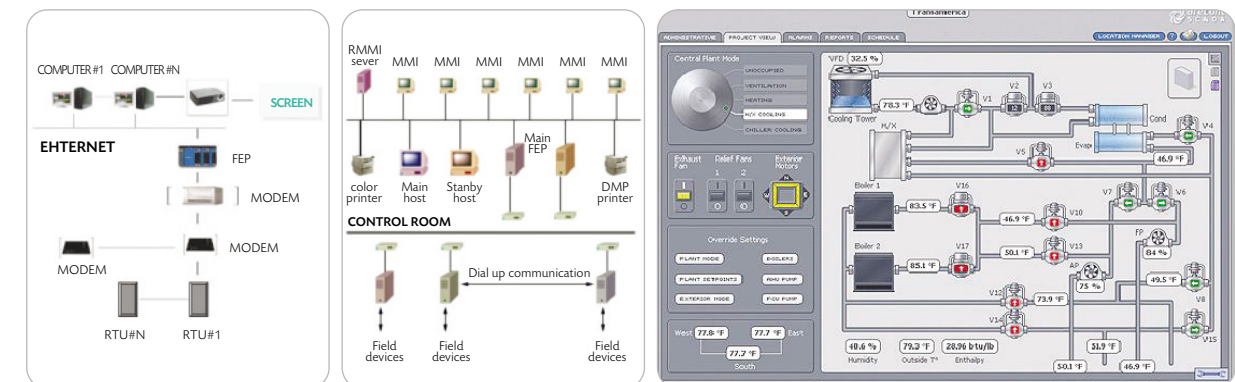 COMPUTER #1
COMPUTER #N
SCREEN
EHTERNET
FEP
MODEM
MODEM
MODEM
RTU#N
RTU#1
RMMI
sever
MMI
MMI
MMI
MMI
MMI
MMI
Main
FEP
color
printer
Main
host
Stanby
host
DMP
printer
CONTROL ROOM
Dial up communication
Field
devices
Field
devices
Field
devices
Transamerica
SCADA
ADMINISTRATIVE
PROJECT VIEW
ALARMS
REPORTS
SCHEDULE
LOCATION MANAGER
?
LOGOUT
Central Plant Mode
UNOCCUPIED
VENTILATION
HEATING
H/X COOLING
CHILLER COOLING
Exhaust
Fan
Relief Fans
1 2
Exterior
Motors
N
W
E
S
Override Settings
PLANT MODE
BOILERS
PLANT SETPOINTS
AHU PUMP
EXTERIOR MODE
FCU PUMP
West 77.8 °F
77.7 °F East
77.7 °F
South
VFD 32.5 %
78.3 °F
Cooling Tower
V1
V2
V3
Cond
V4
H/X
Evap
V5
46.9 °F
Boiler 1
83.5 °F
V16
V7
V6
46.9 °F
V10
FP
84 %
Boiler 2
85.1 °F
V17
50.1 °F
V13
AP
75 %
49.5 °F
V12
73.9 °F
V8
V14
V15
40.6 %
Humidity
79.3 °F
Outside T°
28.96 btu/lb
Enthalpy
51.9 °F
50.1 °F
46.9 °F